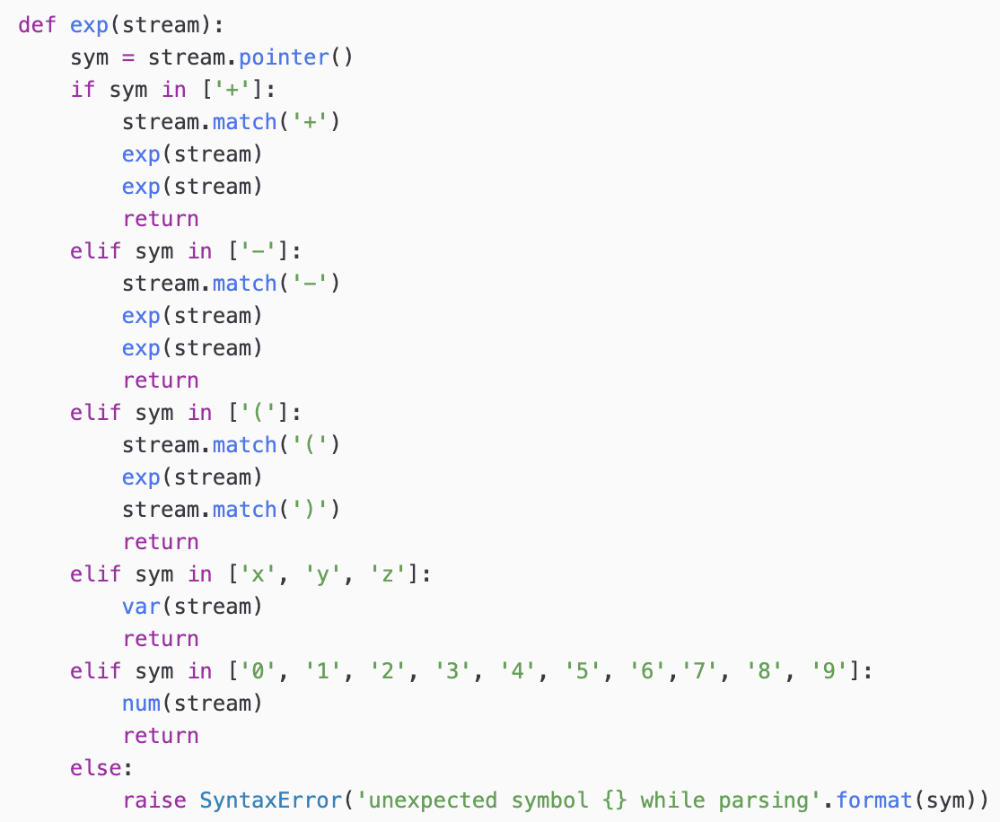 def exp(stream):
    sym = stream.pointer()
    if sym in ['+']:
        stream.match('+')
        exp(stream)
        exp(stream)
        return
    elif sym in ['-']:
        stream.match('-')
        exp(stream)
        exp(stream)
        return
    elif sym in ['(']:
        stream.match('(')
        exp(stream)
        stream.match(')')
        return
    elif sym in ['x', 'y', 'z']:
        var(stream)
        return
    elif sym in ['0', '1', '2', '3', '4', '5', '6','7', '8', '9']:
        num(stream)
        return
    else:
        raise SyntaxError('unexpected symbol {} while parsing'.format(sym))